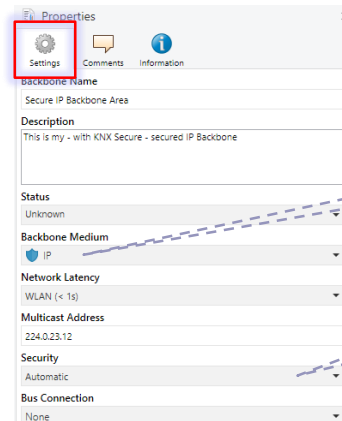 Properties
Settings
Comments
Information
Backbone Name
Secure IP Backbone Area
Description
This is my - with KNX Secure - secured IP Backbone
Status
Unknown
Backbone Medium
IP
Network Latency
WLAN (< 1s)
Multicast Address
224.0.23.12
Security
Automatic
Bus Connection
None